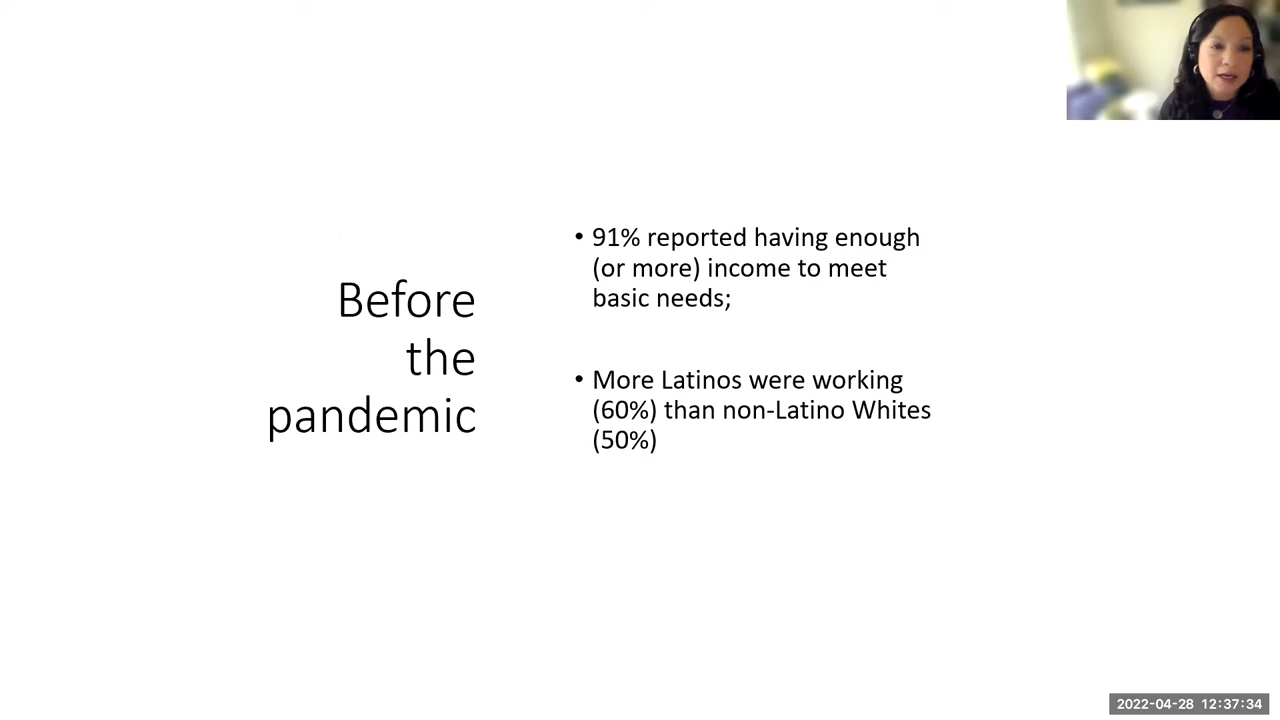 Before
the
pandemic
• 91% reported having enough
(or more) income to meet
basic needs;
• More Latinos were working
(60%) than non-Latino Whites
(50%)
2022-04-28 12:37:34